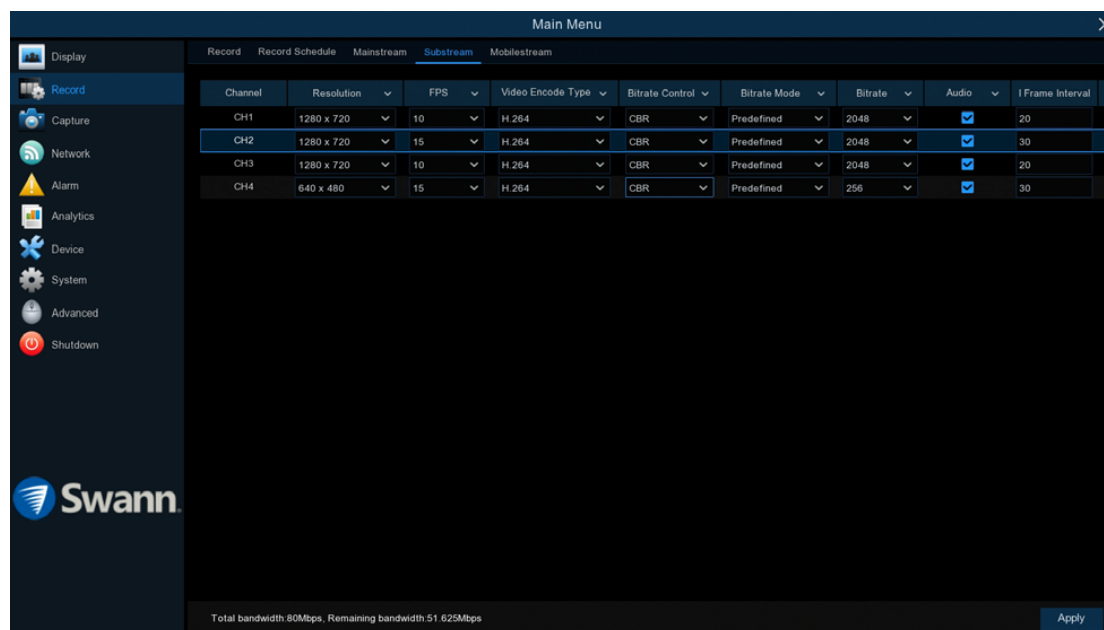 Main Menu
Display
Record
Capture
Network
Alarm
Analytics
Device
System
Advanced
Shutdown
Swann
Record Record Schedule Mainstream Substream Mobilestream
Channel Resolution FPS Video Encode Type Bitrate Control Bitrate Mode Bitrate Audio I Frame Interval
CH1 1280 x 720 10 H.264 CBR Predefined 2048 20
CH2 1280 x 720 15 H.264 CBR Predefined 2048 30
CH3 1280 x 720 10 H.264 CBR Predefined 2048 20
CH4 640 x 480 15 H.264 CBR Predefined 256 30
Total bandwidth:80Mbps, Remaining bandwidth:51.625Mbps
Apply